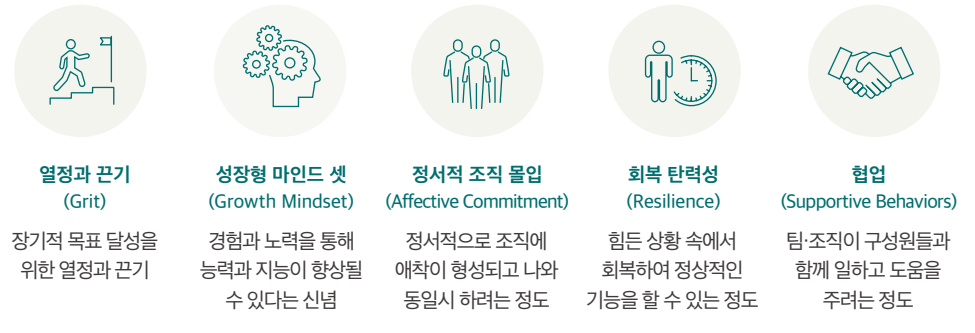 열정과 끈기
(Grit)
장기적 목표 달성을
위한 열정과 끈기
성장형 마인드 셋
(Growth Mindset)
경험과 노력을 통해
능력과 지능이 향상될
수 있다는 신념
정서적 조직 몰입
(Affective Commitment)
정서적으로 조직에
애착이 형성되고 나와
동일시 하려는 정도
회복 탄력성
(Resilience)
힘든 상황 속에서
회복하여 정상적인
기능을 할 수 있는 정도
협업
(Supportive Behaviors)
팀·조직이 구성원들과
함께 일하고 도움을
주려는 정도